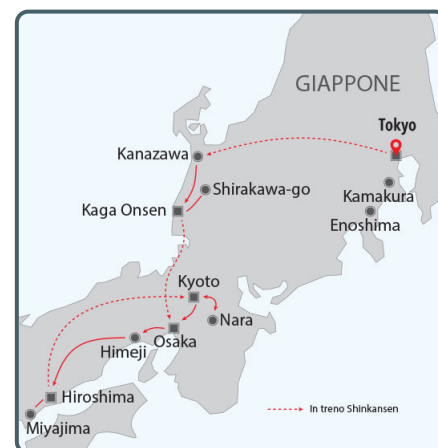 GIAPPONE
Tokyo
Kanazawa
Shirakawa-go
Kamakura
Kaga Onsen
Enoshima
Kyoto
Nara
Osaka
Himeji
Hiroshima
In treno Shinkansen
Miyajima